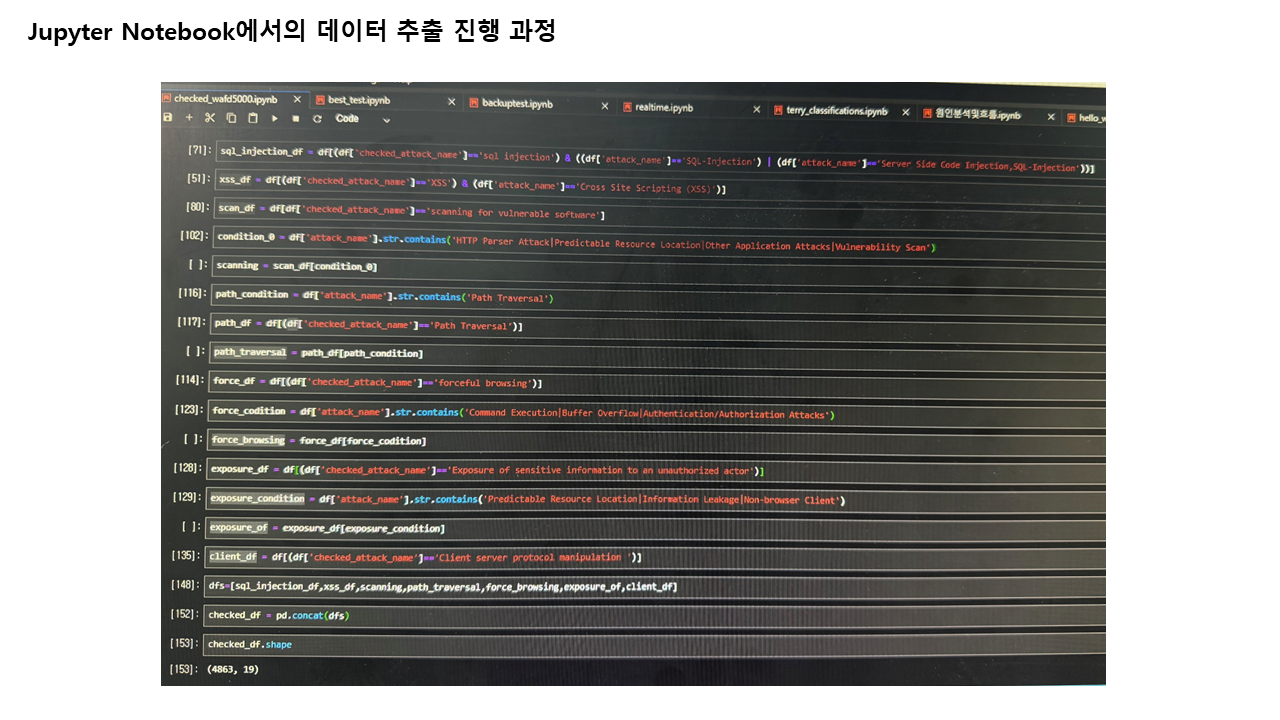 Jupyter Notebook에서의 데이터 추출 진행 과정
checked_wafd5000.ipynb × best_test.ipynb × backuptest.ipynb × realtime.ipynb × terry_classifications.ipynb × 원인분석및흐름.ipynb × hello_w
Code
[71]: sql_injection_df = df[(df['checked_attack_name']=='sql injection') & ((df['attack_name']=='SQL-Injection') | (df['attack_name']=='Server Side Code Injection,SQL-Injection'))]
[51]: xss_df = df[(df['checked_attack_name']=='XSS') & (df['attack_name']=='Cross Site Scripting (XSS)')]
[80]: scan_df = df[df['checked_attack_name']=='scanning for vulnerable software']
[102]: condition_0 = df['attack_name'].str.contains('HTTP Parser Attack|Predictable Resource Location|Other Application Attacks|Vulnerability Scan')
[ ]: scanning = scan_df[condition_0]
[116]: path_condition = df['attack_name'].str.contains('Path Traversal')
[117]: path_df = df[(df['checked_attack_name']=='Path Traversal')]
[ ]: path_traversal = path_df[path_condition]
[114]: force_df = df[(df['checked_attack_name']=='forceful browsing')]
[123]: force_codition = df['attack_name'].str.contains('Command Execution|Buffer Overflow|Authentication/Authorization Attacks')
[ ]: force_browsing = force_df[force_codition]
[128]: exposure_df = df[(df['checked_attack_name']=='Exposure of sensitive information to an unauthorized actor')]
[129]: exposure_condition = df['attack_name'].str.contains('Predictable Resource Location|Information Leakage|Non-browser Client')
[ ]: exposure_of = exposure_df[exposure_condition]
[135]: client_df = df[(df['checked_attack_name']=='Client server protocol manipulation ')]
[148]: dfs=[sql_injection_df,xss_df,scanning,path_traversal,force_browsing,exposure_of,client_df]
[152]: checked_df = pd.concat(dfs)
[153]: checked_df.shape
[153]: (4863, 19)